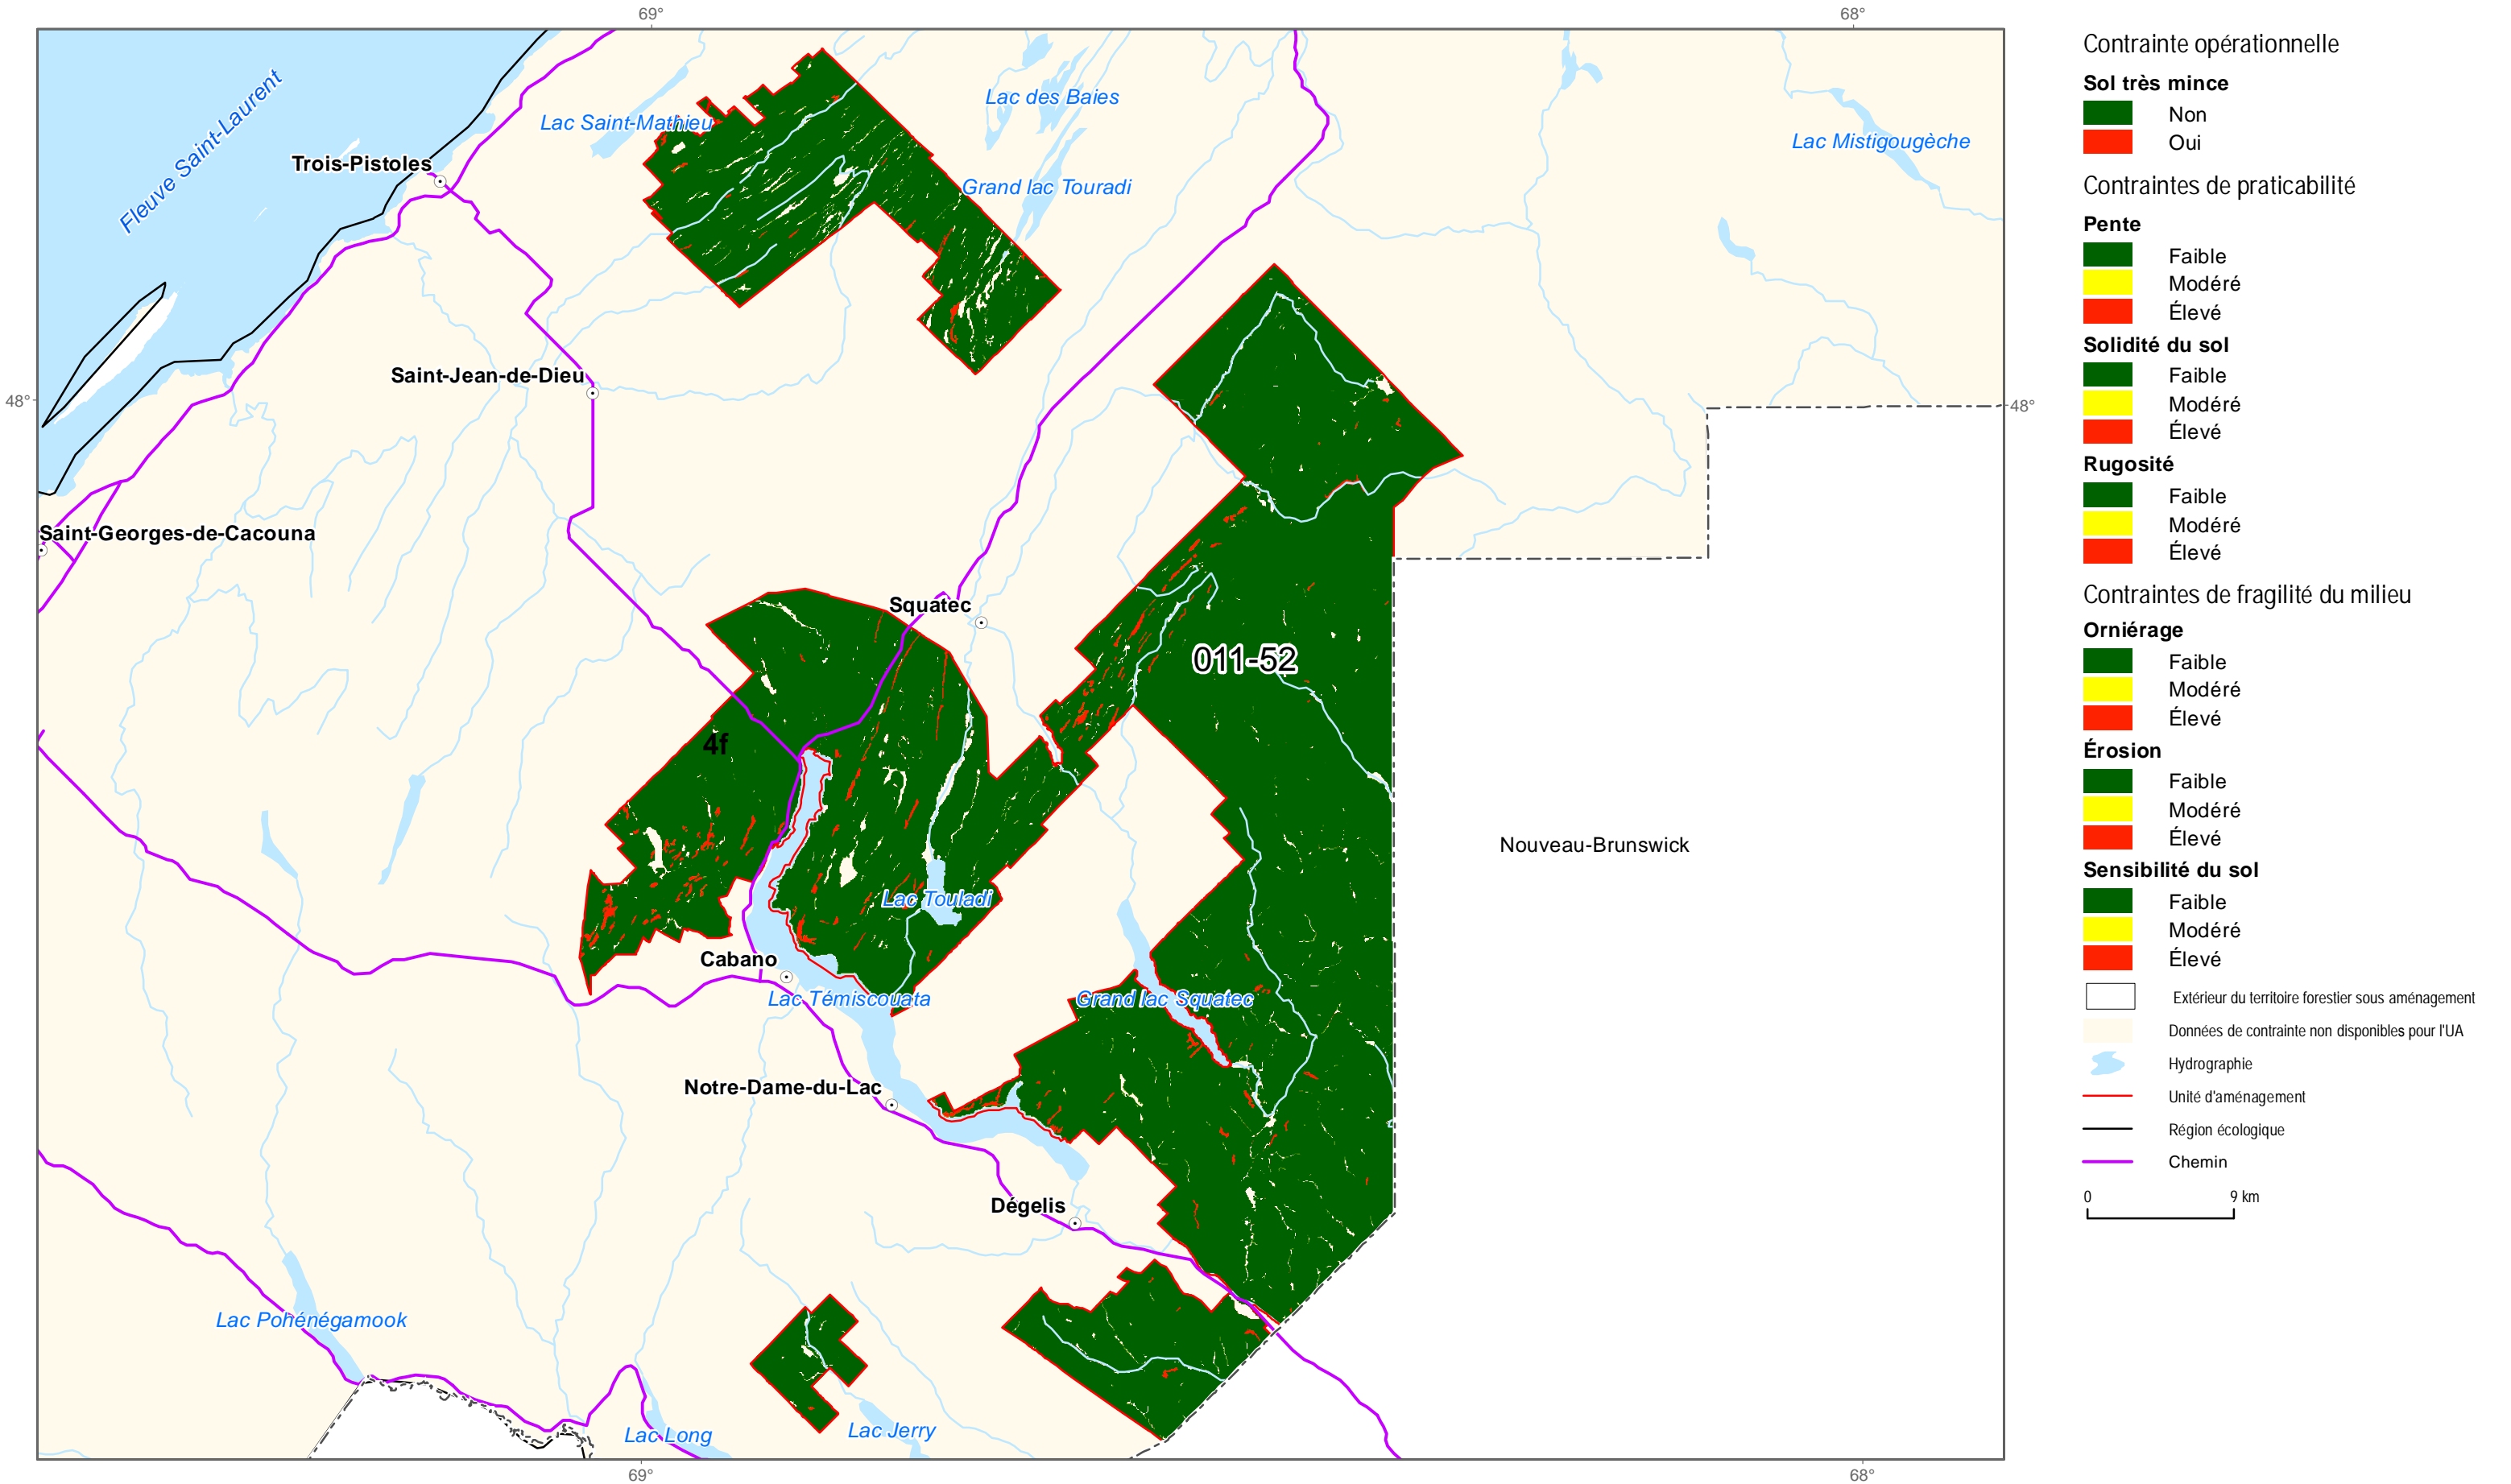 69°
68°
Fleuve Saint-Laurent
Lac Saint-Mathieu
Lac des Baies
Lac Mistigougèche
Trois-Pistoles
Grand lac Touradi
Saint-Jean-de-Dieu
48°
48°
Saint-Georges-de-Cacouna
Squatec
011-52
4f
Nouveau-Brunswick
Lac Touladi
Cabano
Lac Témiscouata
Grand lac Squatec
Notre-Dame-du-Lac
Dégelis
Lac Pohénégamook
Lac Long
Lac Jerry
69°
68°
Contrainte opérationnelle
Sol très mince
Non
Oui
Contraintes de praticabilité
Pente
Faible
Modéré
Élevé
Solidité du sol
Faible
Modéré
Élevé
Rugosité
Faible
Modéré
Élevé
Contraintes de fragilité du milieu
Orniérage
Faible
Modéré
Élevé
Érosion
Faible
Modéré
Élevé
Sensibilité du sol
Faible
Modéré
Élevé
Extérieur du territoire forestier sous aménagement
Données de contrainte non disponibles pour l'UA
Hydrographie
Unité d'aménagement
Région écologique
Chemin
0 9 km